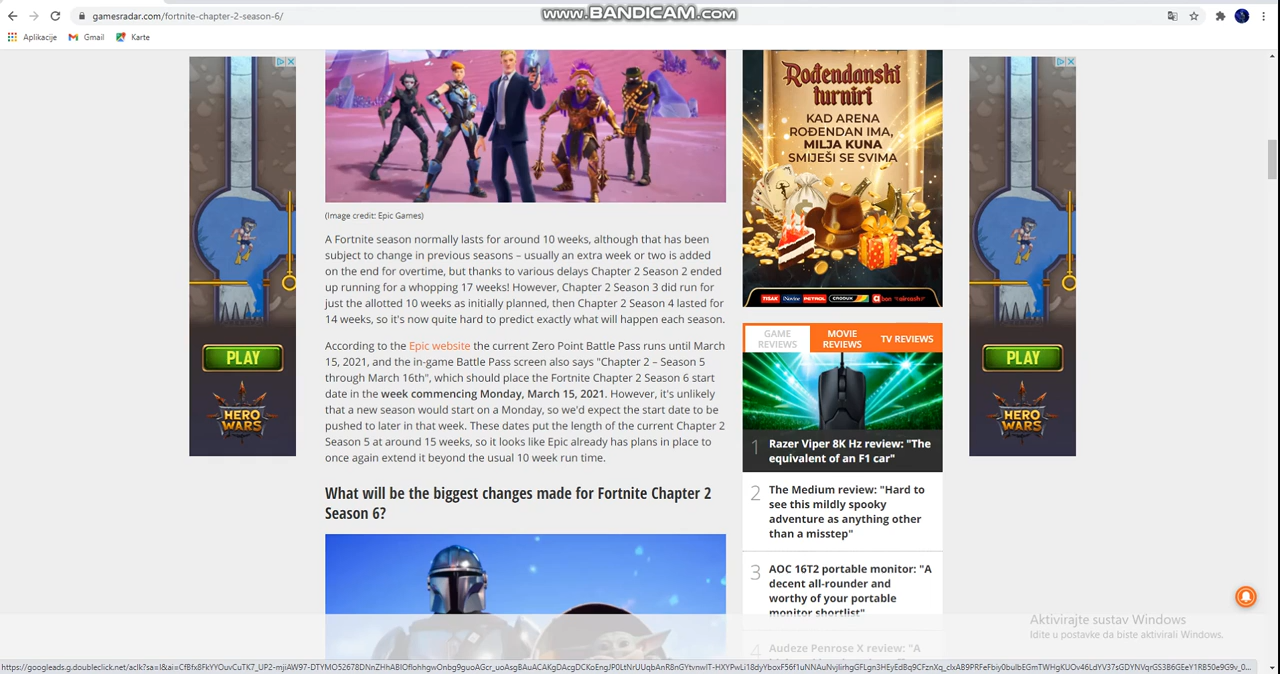 gamesradar.com/fortnite-chapter-2-season-6/
www.BANDICAM.com
Aplikacije
Gmail
Karte
Rođendanski
turniri
KAD ARENA
ROĐENDAN IMA,
MILJA KUNA
SMIJEŠI SE SVIMA
(Image credit: Epic Games)
A Fortnite season normally lasts for around 10 weeks, although that has been
subject to change in previous seasons – usually an extra week or two is added
on the end for overtime, but thanks to various delays Chapter 2 Season 2 ended
up running for a whopping 17 weeks! However, Chapter 2 Season 3 did run for
just the allotted 10 weeks as initially planned, then Chapter 2 Season 4 lasted for
14 weeks, so it's now quite hard to predict exactly what will happen each season.
According to the Epic website the current Zero Point Battle Pass runs until March
15, 2021, and the in-game Battle Pass screen also says "Chapter 2 – Season 5
through March 16th", which should place the Fortnite Chapter 2 Season 6 start
date in the week commencing Monday, March 15, 2021. However, it's unlikely
that a new season would start on a Monday, so we'd expect the start date to be
pushed to later in that week. These dates put the length of the current Chapter 2
Season 5 at around 15 weeks, so it looks like Epic already has plans in place to
once again extend it beyond the usual 10 week run time.
What will be the biggest changes made for Fortnite Chapter 2
Season 6?
PLAY
HERO
WARS
TISAK
iNovine
PETROL
CRODUX
aircash
GAME
REVIEWS
MOVIE
REVIEWS
TV REVIEWS
1
Razer Viper 8K Hz review: "The
equivalent of an F1 car"
2
The Medium review: "Hard to
see this mildly spooky
adventure as anything other
than a misstep"
3
AOC 16T2 portable monitor: "A
decent all-rounder and
worthy of your portable
monitor shortlist"
4
Audeze Penrose X review: "A
PLAY
HERO
WARS
Aktivirajte sustav Windows
Idite u postavke da biste aktivirali Windows.